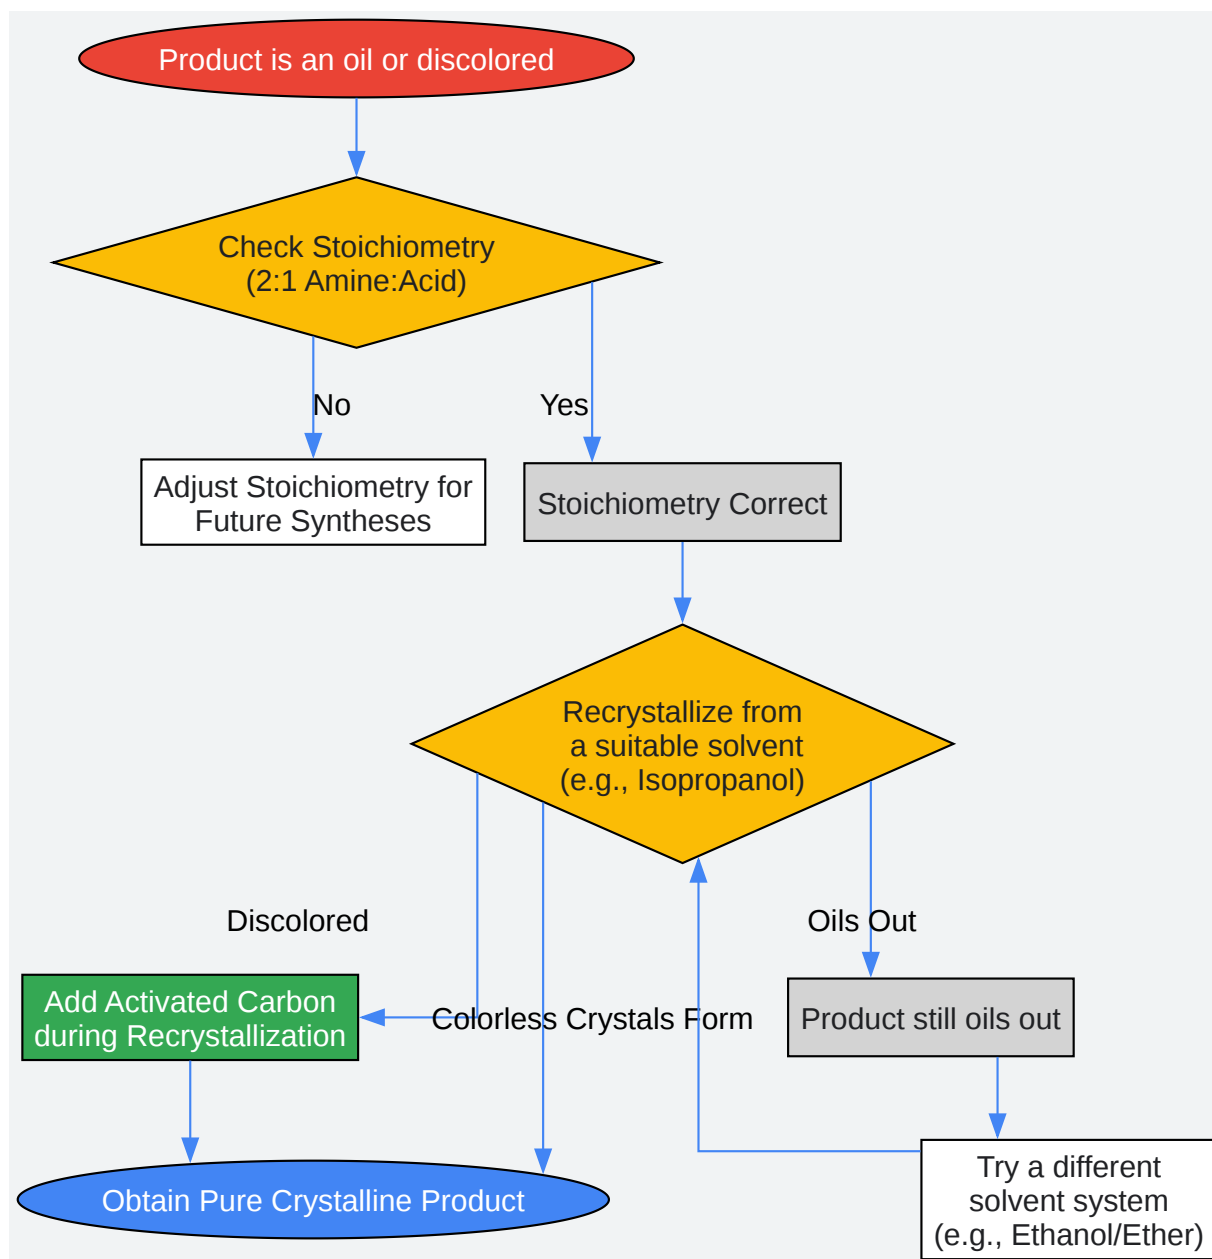 Product is an oil or discolored
Check Stoichiometry
(2:1 Amine:Acid)
No
Yes
Adjust Stoichiometry for
Future Syntheses
Stoichiometry Correct
Recrystallize from
a suitable solvent
(e.g., Isopropanol)
Discolored
Oils Out
Add Activated Carbon
during Recrystallization
Colorless Crystals Form
Product still oils out
Obtain Pure Crystalline Product
Try a different
solvent system
(e.g., Ethanol/Ether)